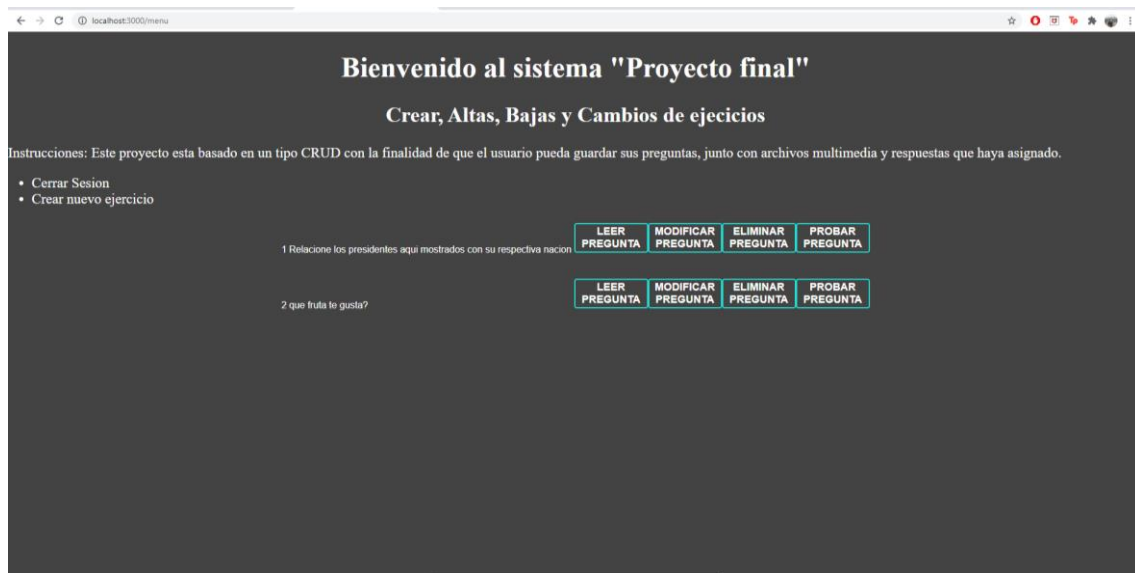 localhost:3000/menu
Bienvenido al sistema "Proyecto final"
Crear, Altas, Bajas y Cambios de ejecicios
Instrucciones: Este proyecto esta basado en un tipo CRUD con la finalidad de que el usuario pueda guardar sus preguntas, junto con archivos multimedia y respuestas que haya asignado.
• Cerrar Sesion
• Crear nuevo ejercicio
1 Relacione los presidentes aqui mostrados con su respectiva nacion
LEER PREGUNTA
MODIFICAR PREGUNTA
ELIMINAR PREGUNTA
PROBAR PREGUNTA
2 que fruta te gusta?
LEER PREGUNTA
MODIFICAR PREGUNTA
ELIMINAR PREGUNTA
PROBAR PREGUNTA